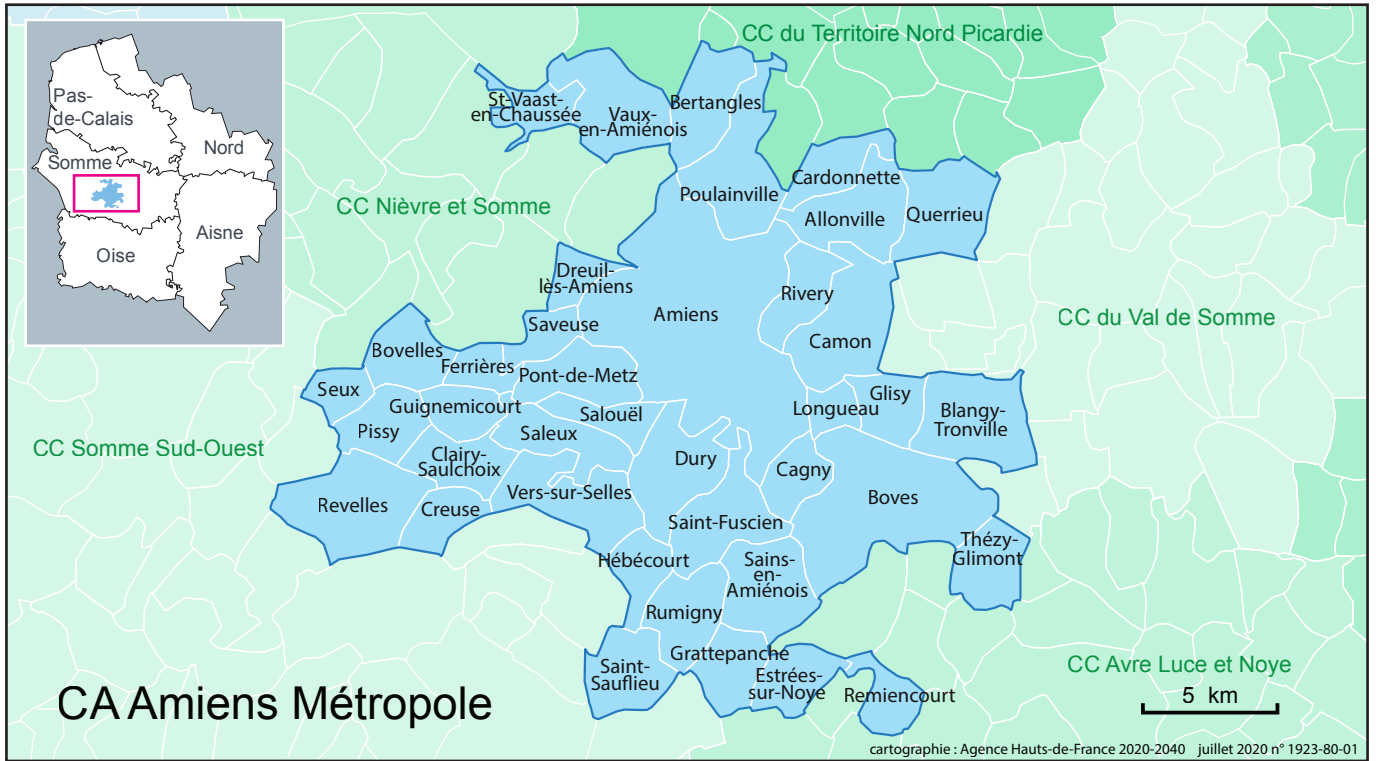 CC du Territoire Nord Picardie
Pas-
de-Calais
Nord
Somme
Aisne
Oise
St-Vaast-
en-Chaussée
Vaux-
en-Amiénois
Bertangles
Cardonnette
Poulainville
Allonville
Querrieu
CC Nièvre et Somme
Dreuil-
lès-Amiens
Rivery
Amiens
Saveuse
Camon
CC du Val de Somme
Bovelles
Ferrières
Pont-de-Metz
Seux
Guignemicourt
Salouël
Longueau
Glisy
Blangy-
Tronville
Pissy
Saleux
CC Somme Sud-Ouest
Clairy-
Saulchoix
Dury
Cagny
Revelles
Creuse
Vers-sur-Selles
Boves
Saint-Fuscien
Thézy-
Glimont
Hébécourt
Sains-
en-
Amiénois
Rumigny
Grattepanche
Saint-
Sauflieu
Estrées-
sur-Noye
Remiencourt
CC Avre Luce et Noye
5 km
CA Amiens Métropole
cartographie : Agence Hauts-de-France 2020-2040 juillet 2020 n° 1923-80-01